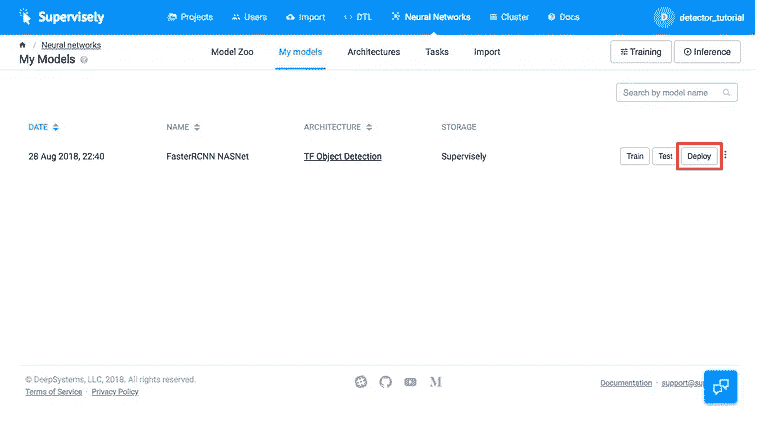 Supervisely Projects Users Import DTL Neural Networks Cluster Docs D detector_tutorial
/ Neural networks
My Models Model Zoo My models Architectures Tasks Import Training Inference
Search by model name
DATE NAME ARCHITECTURE STORAGE
28 Aug 2018, 22:40 FasterRCNN NASNet TF Object Detection Supervisely Train Test Deploy
© DeepSystems, LLC, 2018. All rights reserved.
Terms of Service · Privacy Policy Documentation · support@su